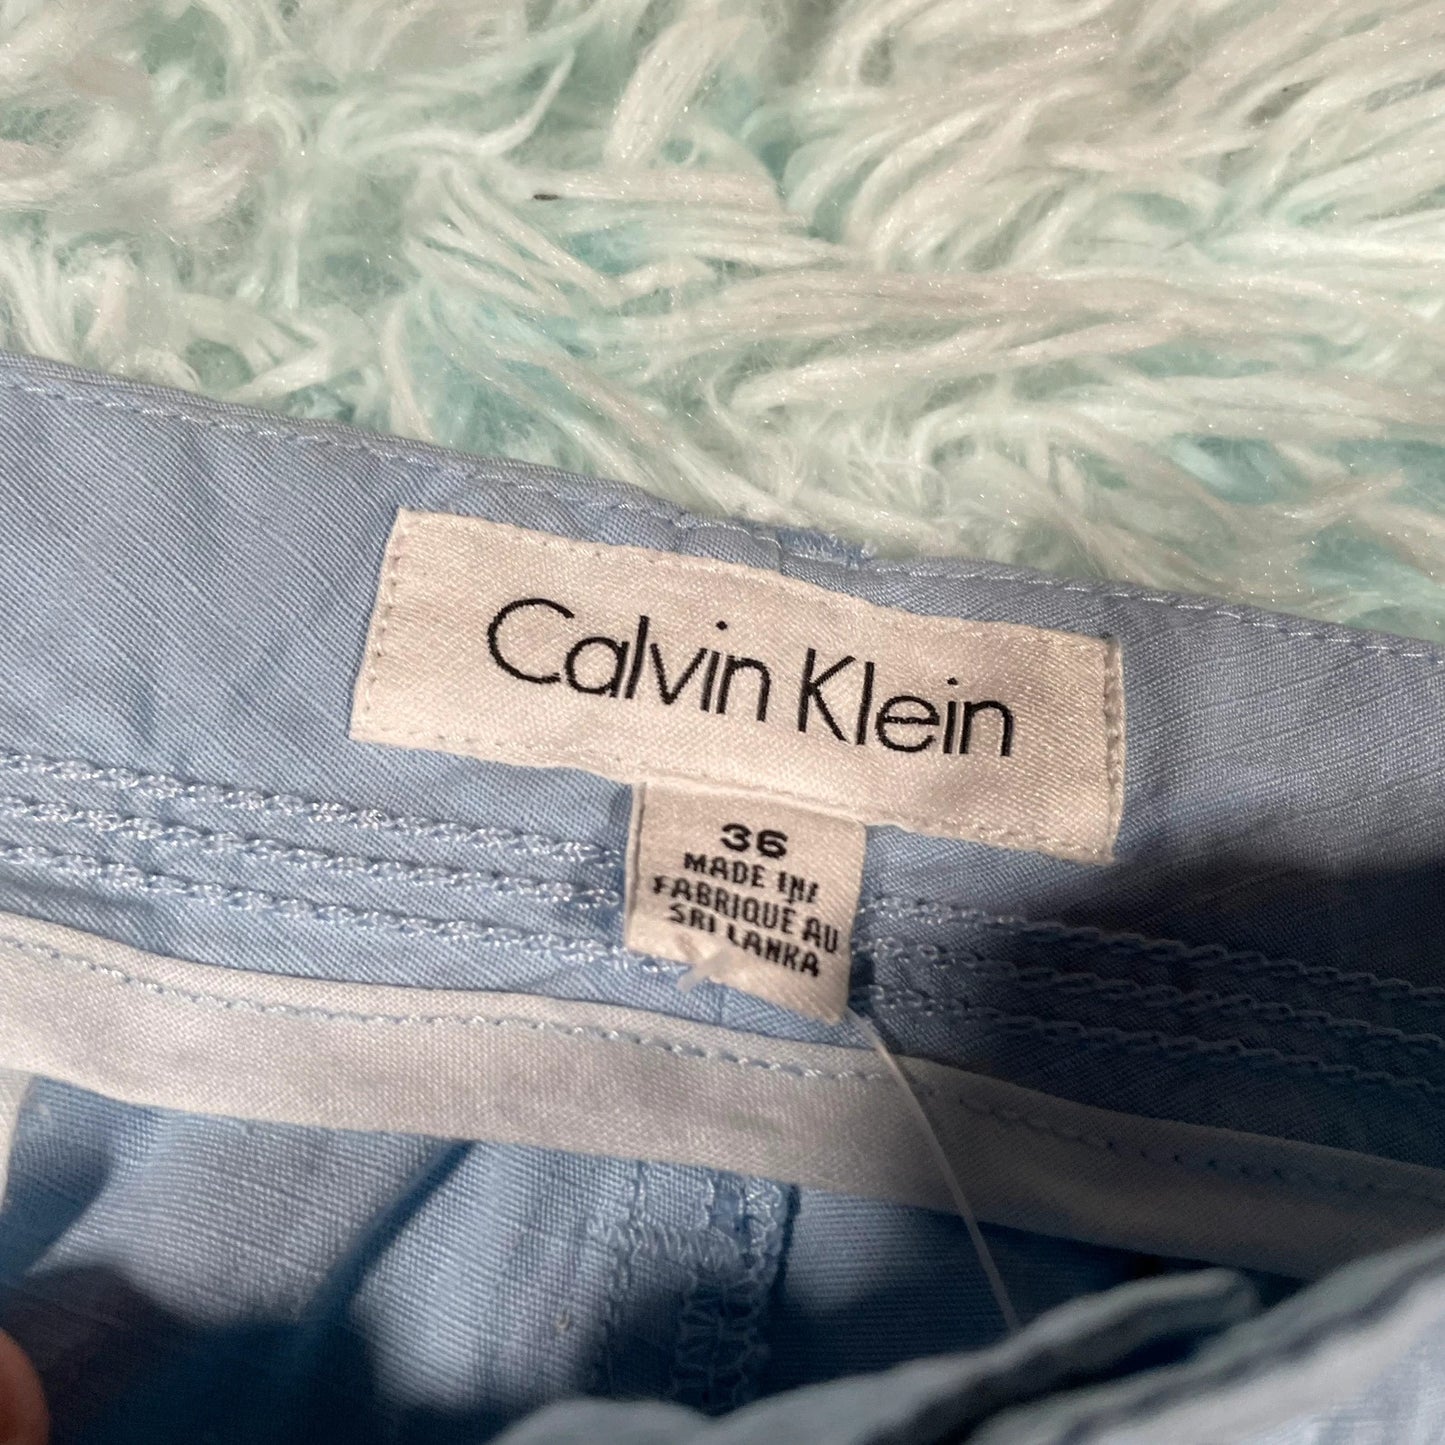 Calvin Klein
36
MADE IN/
FABRIQUÉ AU
SRI LANKA